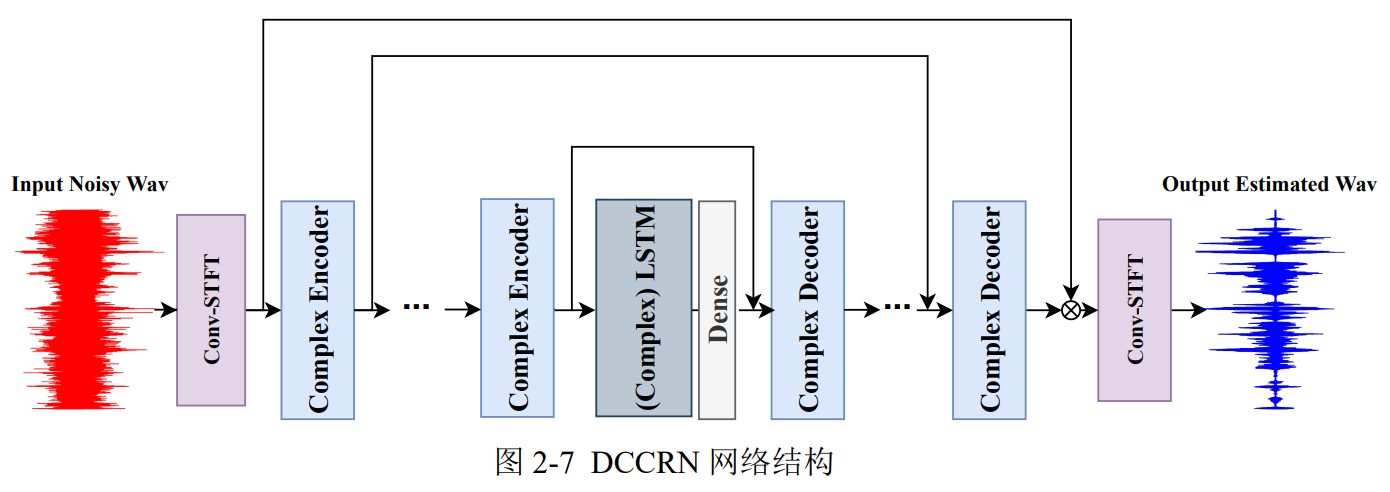 Input Noisy Wav
Output Estimated Wav
Conv-STFT
Complex Encoder
...
Complex Encoder
(Complex) LSTM
Dense
Complex Decoder
...
Complex Decoder
Conv-STFT
图 2-7 DCCRN 网络结构